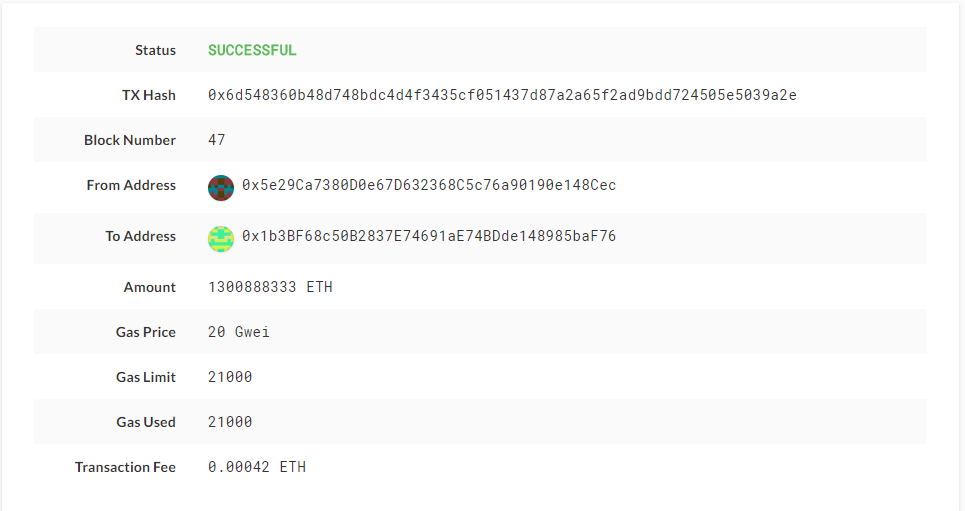 Status SUCCESSFUL
TX Hash 0x6d548360b48d748bdc4d4f3435cf051437d87a2a65f2ad9bdd724505e5039a2e
Block Number 47
From Address 0x5e29Ca7380D0e67D632368C5c76a90190e148Cec
To Address 0x1b3BF68c50B2837E74691aE74BDde148985baF76
Amount 1300888333 ETH
Gas Price 20 Gwei
Gas Limit 21000
Gas Used 21000
Transaction Fee 0.00042 ETH